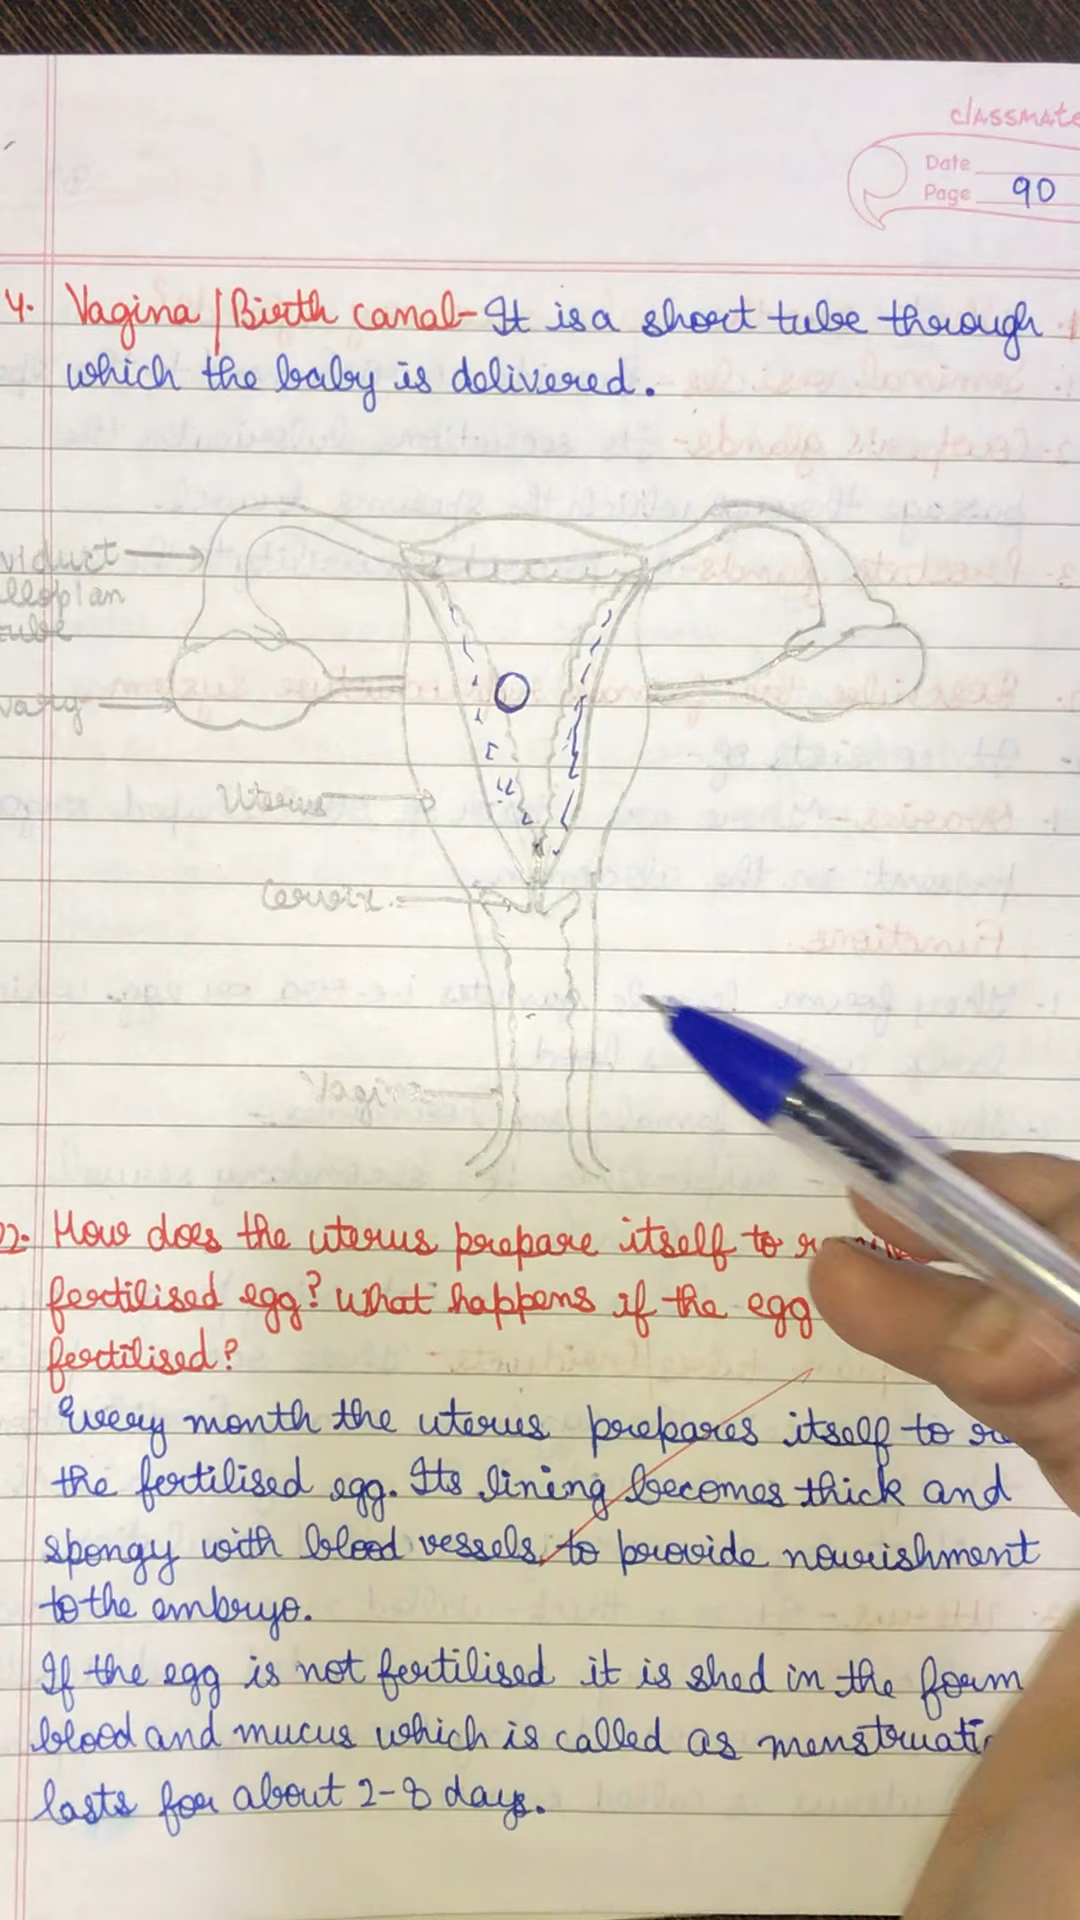 classmate
Date
Page 90
4. Vagina/Birth canal- It is a short tube through
which the baby is delivered.
viduct
llopian
tube
vary
Uterus
Cervix
Vagina
02. How does the uterus prepare itself to
fertilised egg? What happens if the egg
fertilised?
Every month the uterus prepares itself to
the fertilised egg. Its lining becomes thick and
spongy with blood vessels, to provide nourishment
to the embryo.
If the egg is not fertilised it is shed in the form
blood and mucus which is called as menstruati
lasts for about 2-8 days.